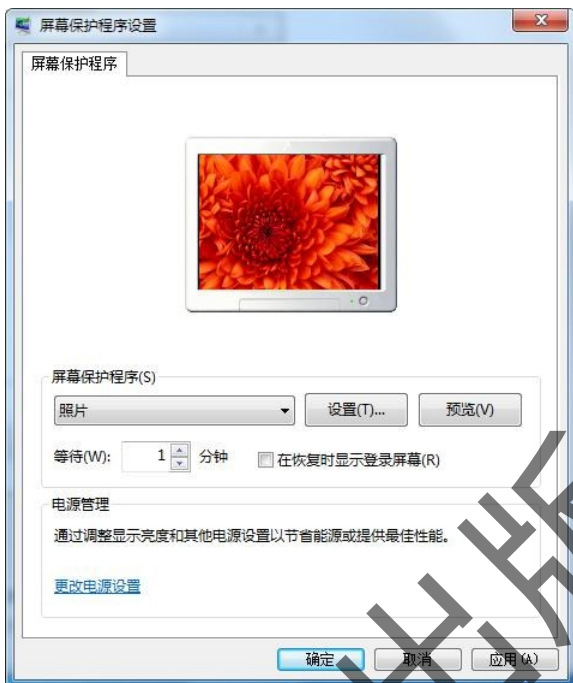 屏幕保护程序设置
屏幕保护程序
屏幕保护程序(S)
照片
设置(T)...
预览(V)
等待(W): 1 分钟 在恢复时显示登录屏幕(R)
电源管理
通过调整显示亮度和其他电源设置以节省能源或提供最佳性能。
更改电源设置
确定
取消
应用(A)
出版